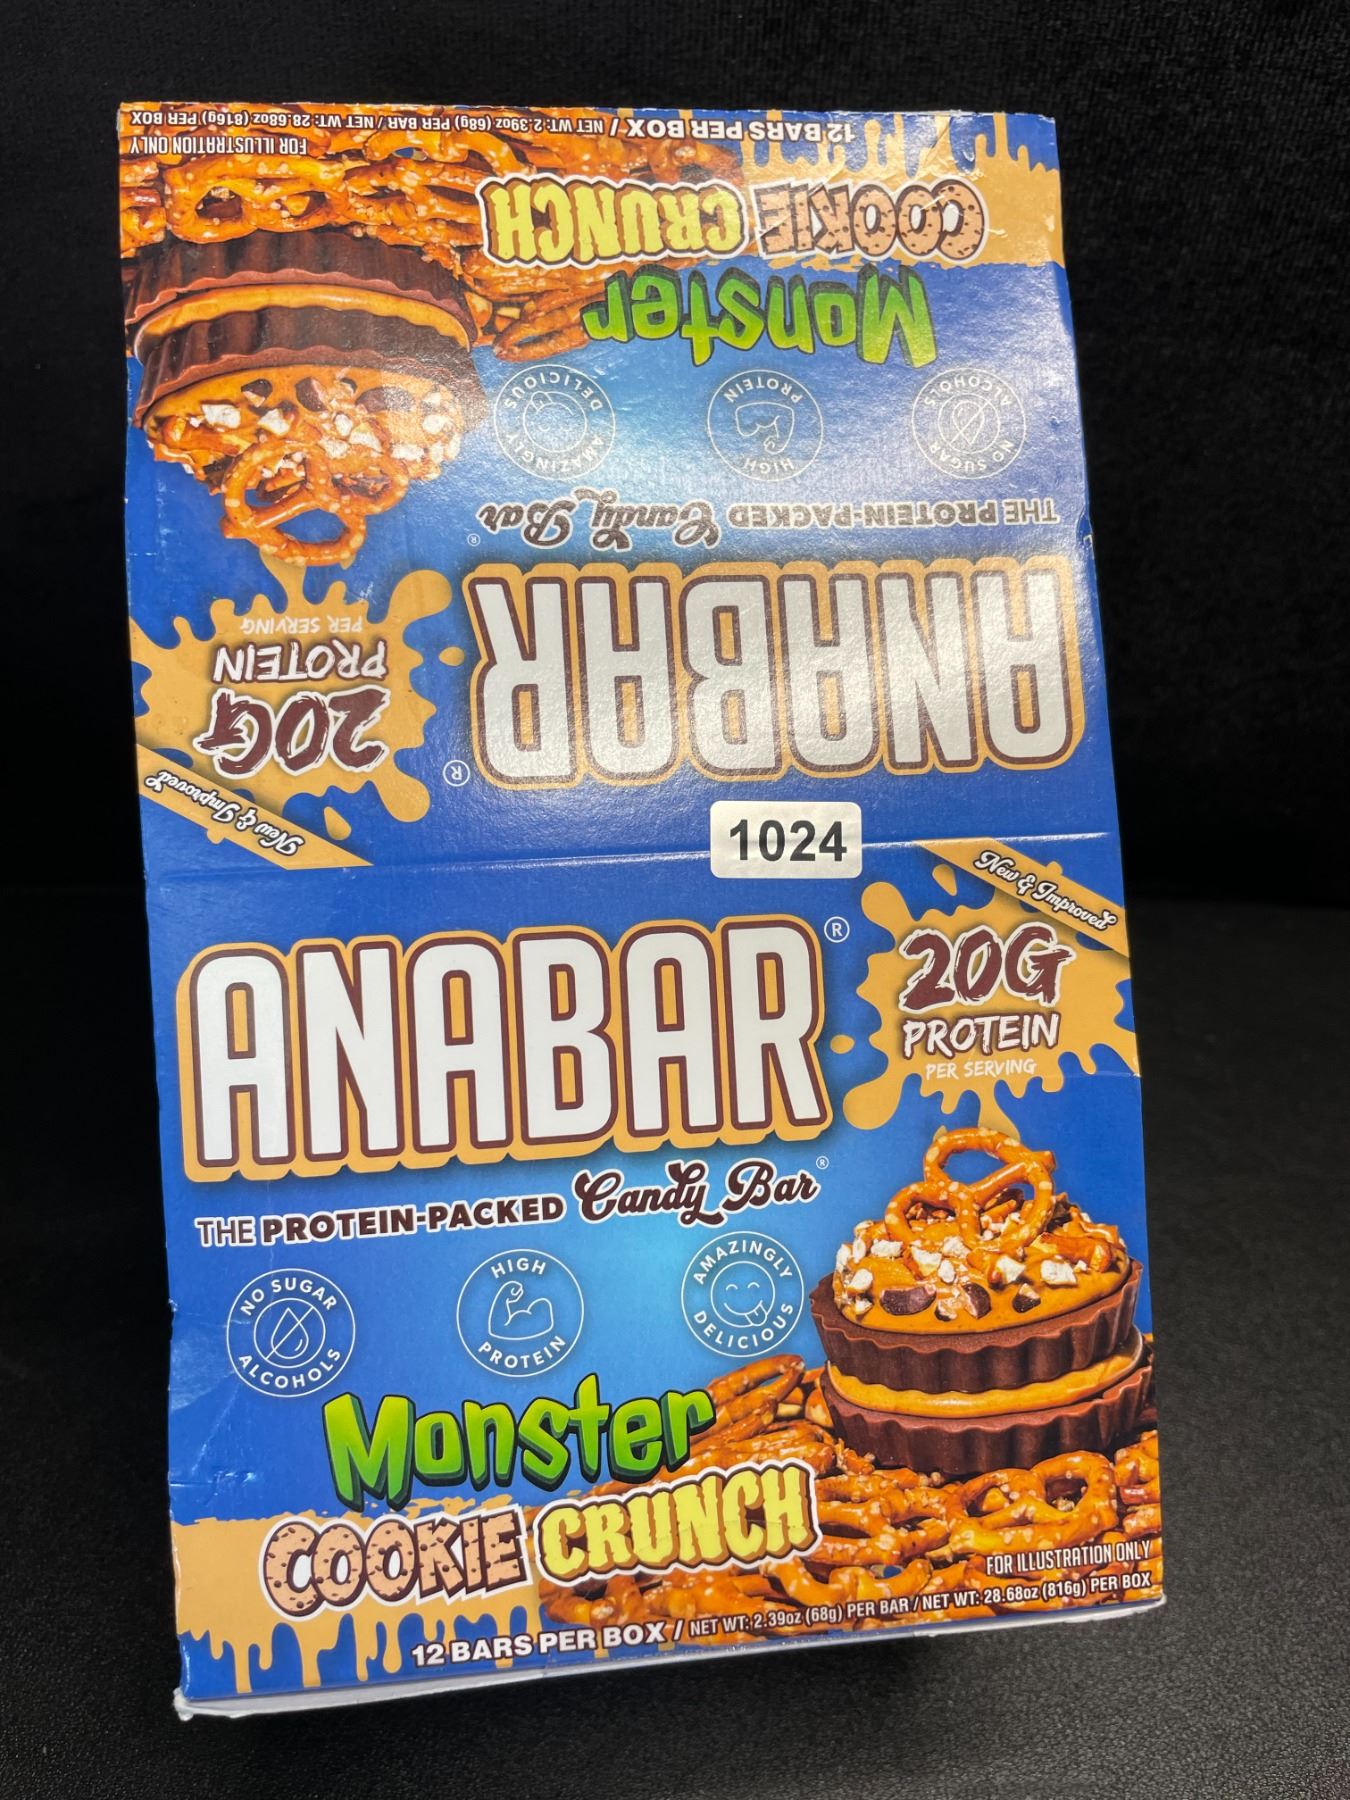 12 BARS PER BOX / NET WT: 2.39oz (68g) PER BAR / NET WT: 28.68oz (816g) PER BOX
FOR ILLUSTRATION ONLY
COOKIE CRUNCH
Monster
NO SUGAR ALCOHOLS
HIGH PROTEIN
AMAZINGLY DELICIOUS
THE PROTEIN-PACKED Candy Bar®
ANABAR®
20G
PROTEIN
PER SERVING
New & Improved
1024
New & Improved
ANABAR®
20G
PROTEIN
PER SERVING
THE PROTEIN-PACKED Candy Bar®
NO SUGAR ALCOHOLS
HIGH PROTEIN
AMAZINGLY DELICIOUS
Monster
COOKIE CRUNCH
FOR ILLUSTRATION ONLY
12 BARS PER BOX / NET WT: 2.39oz (68g) PER BAR / NET WT: 28.68oz (816g) PER BOX